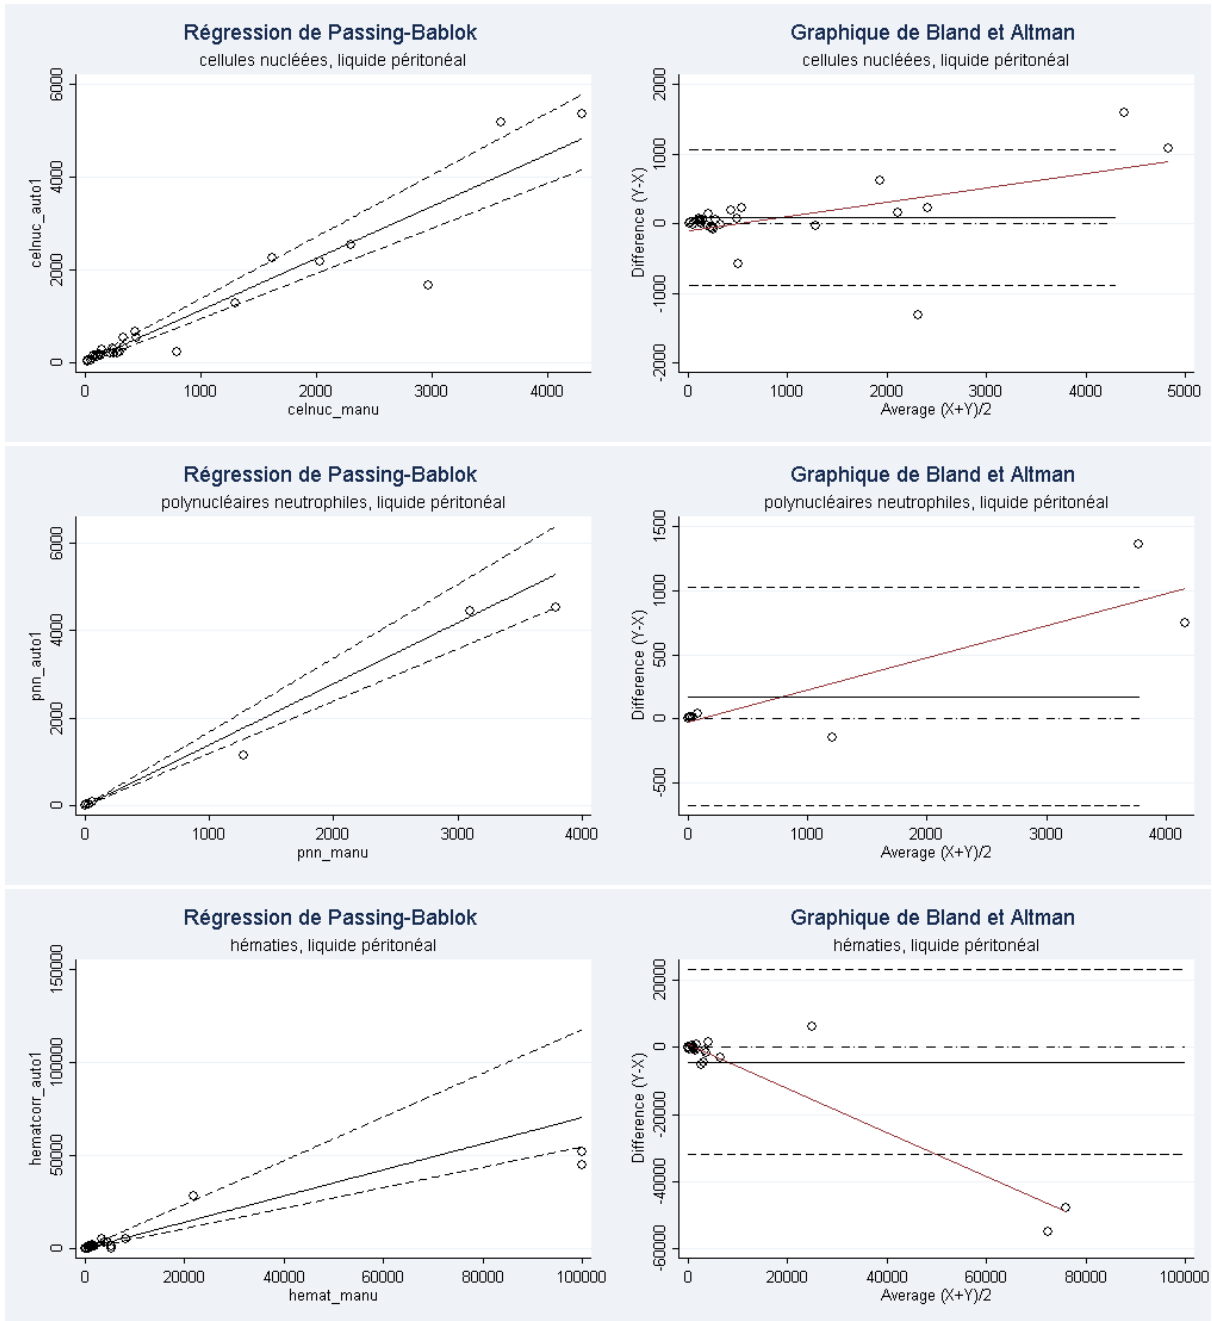 Régression de Passing-Bablok
cellules nucléées, liquide péritonéal
celnuc_auto1
0 2000 4000 6000
0 1000 2000 3000 4000
celnuc_manu
Graphique de Bland et Altman
cellules nucléées, liquide péritonéal
Difference (Y-X)
-2000 -1000 0 1000 2000
0 1000 2000 3000 4000 5000
Average (X+Y)/2
Régression de Passing-Bablok
polynucléaires neutrophiles, liquide péritonéal
pnn_auto1
0 2000 4000 6000
0 1000 2000 3000 4000
pnn_manu
Graphique de Bland et Altman
polynucléaires neutrophiles, liquide péritonéal
Difference (Y-X)
-500 0 500 1000 1500
0 1000 2000 3000 4000
Average (X+Y)/2
Régression de Passing-Bablok
hématies, liquide péritonéal
hematcorr_auto1
0 50000 100000 150000
0 20000 40000 60000 80000 100000
hemat_manu
Graphique de Bland et Altman
hématies, liquide péritonéal
Difference (Y-X)
-60000 -40000 -20000 0 20000
0 20000 40000 60000 80000 100000
Average (X+Y)/2